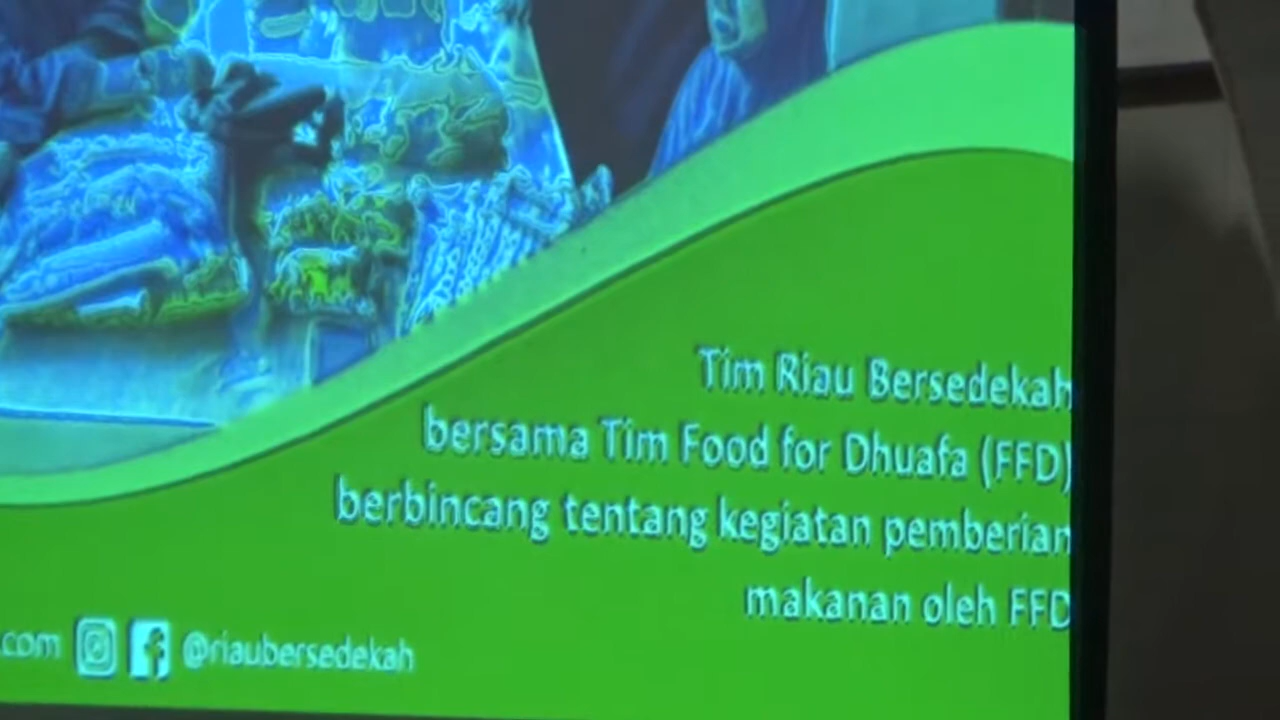 Tim Riau Bersedekah
bersama Tim Food for Dhuafa (FFD)
berbincang tentang kegiatan pemberian
makanan oleh FFD
.com @riaubersedekah